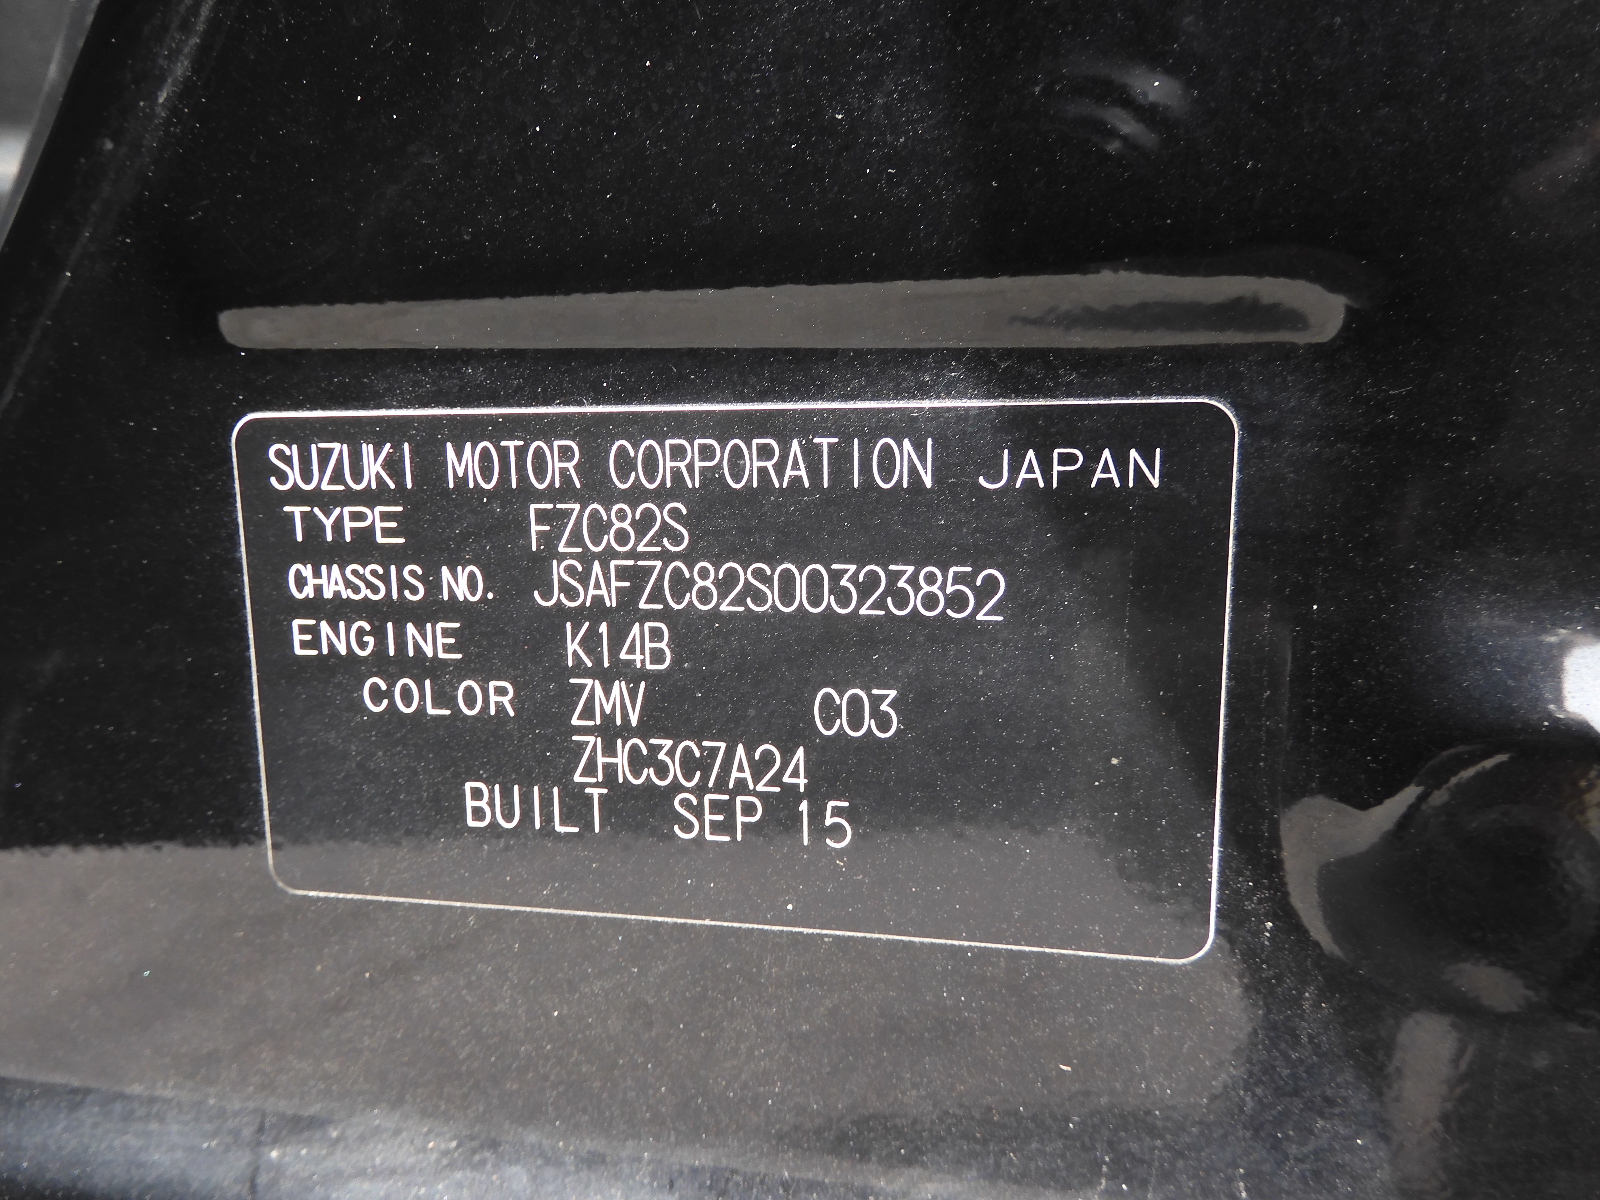 SUZUKI MOTOR CORPORATION JAPAN
TYPE FZC82S
CHASSIS NO. JSAFZC82S00323852
ENGINE K14B
COLOR ZMV C03
ZHC3C7A24
BUILT SEP 15